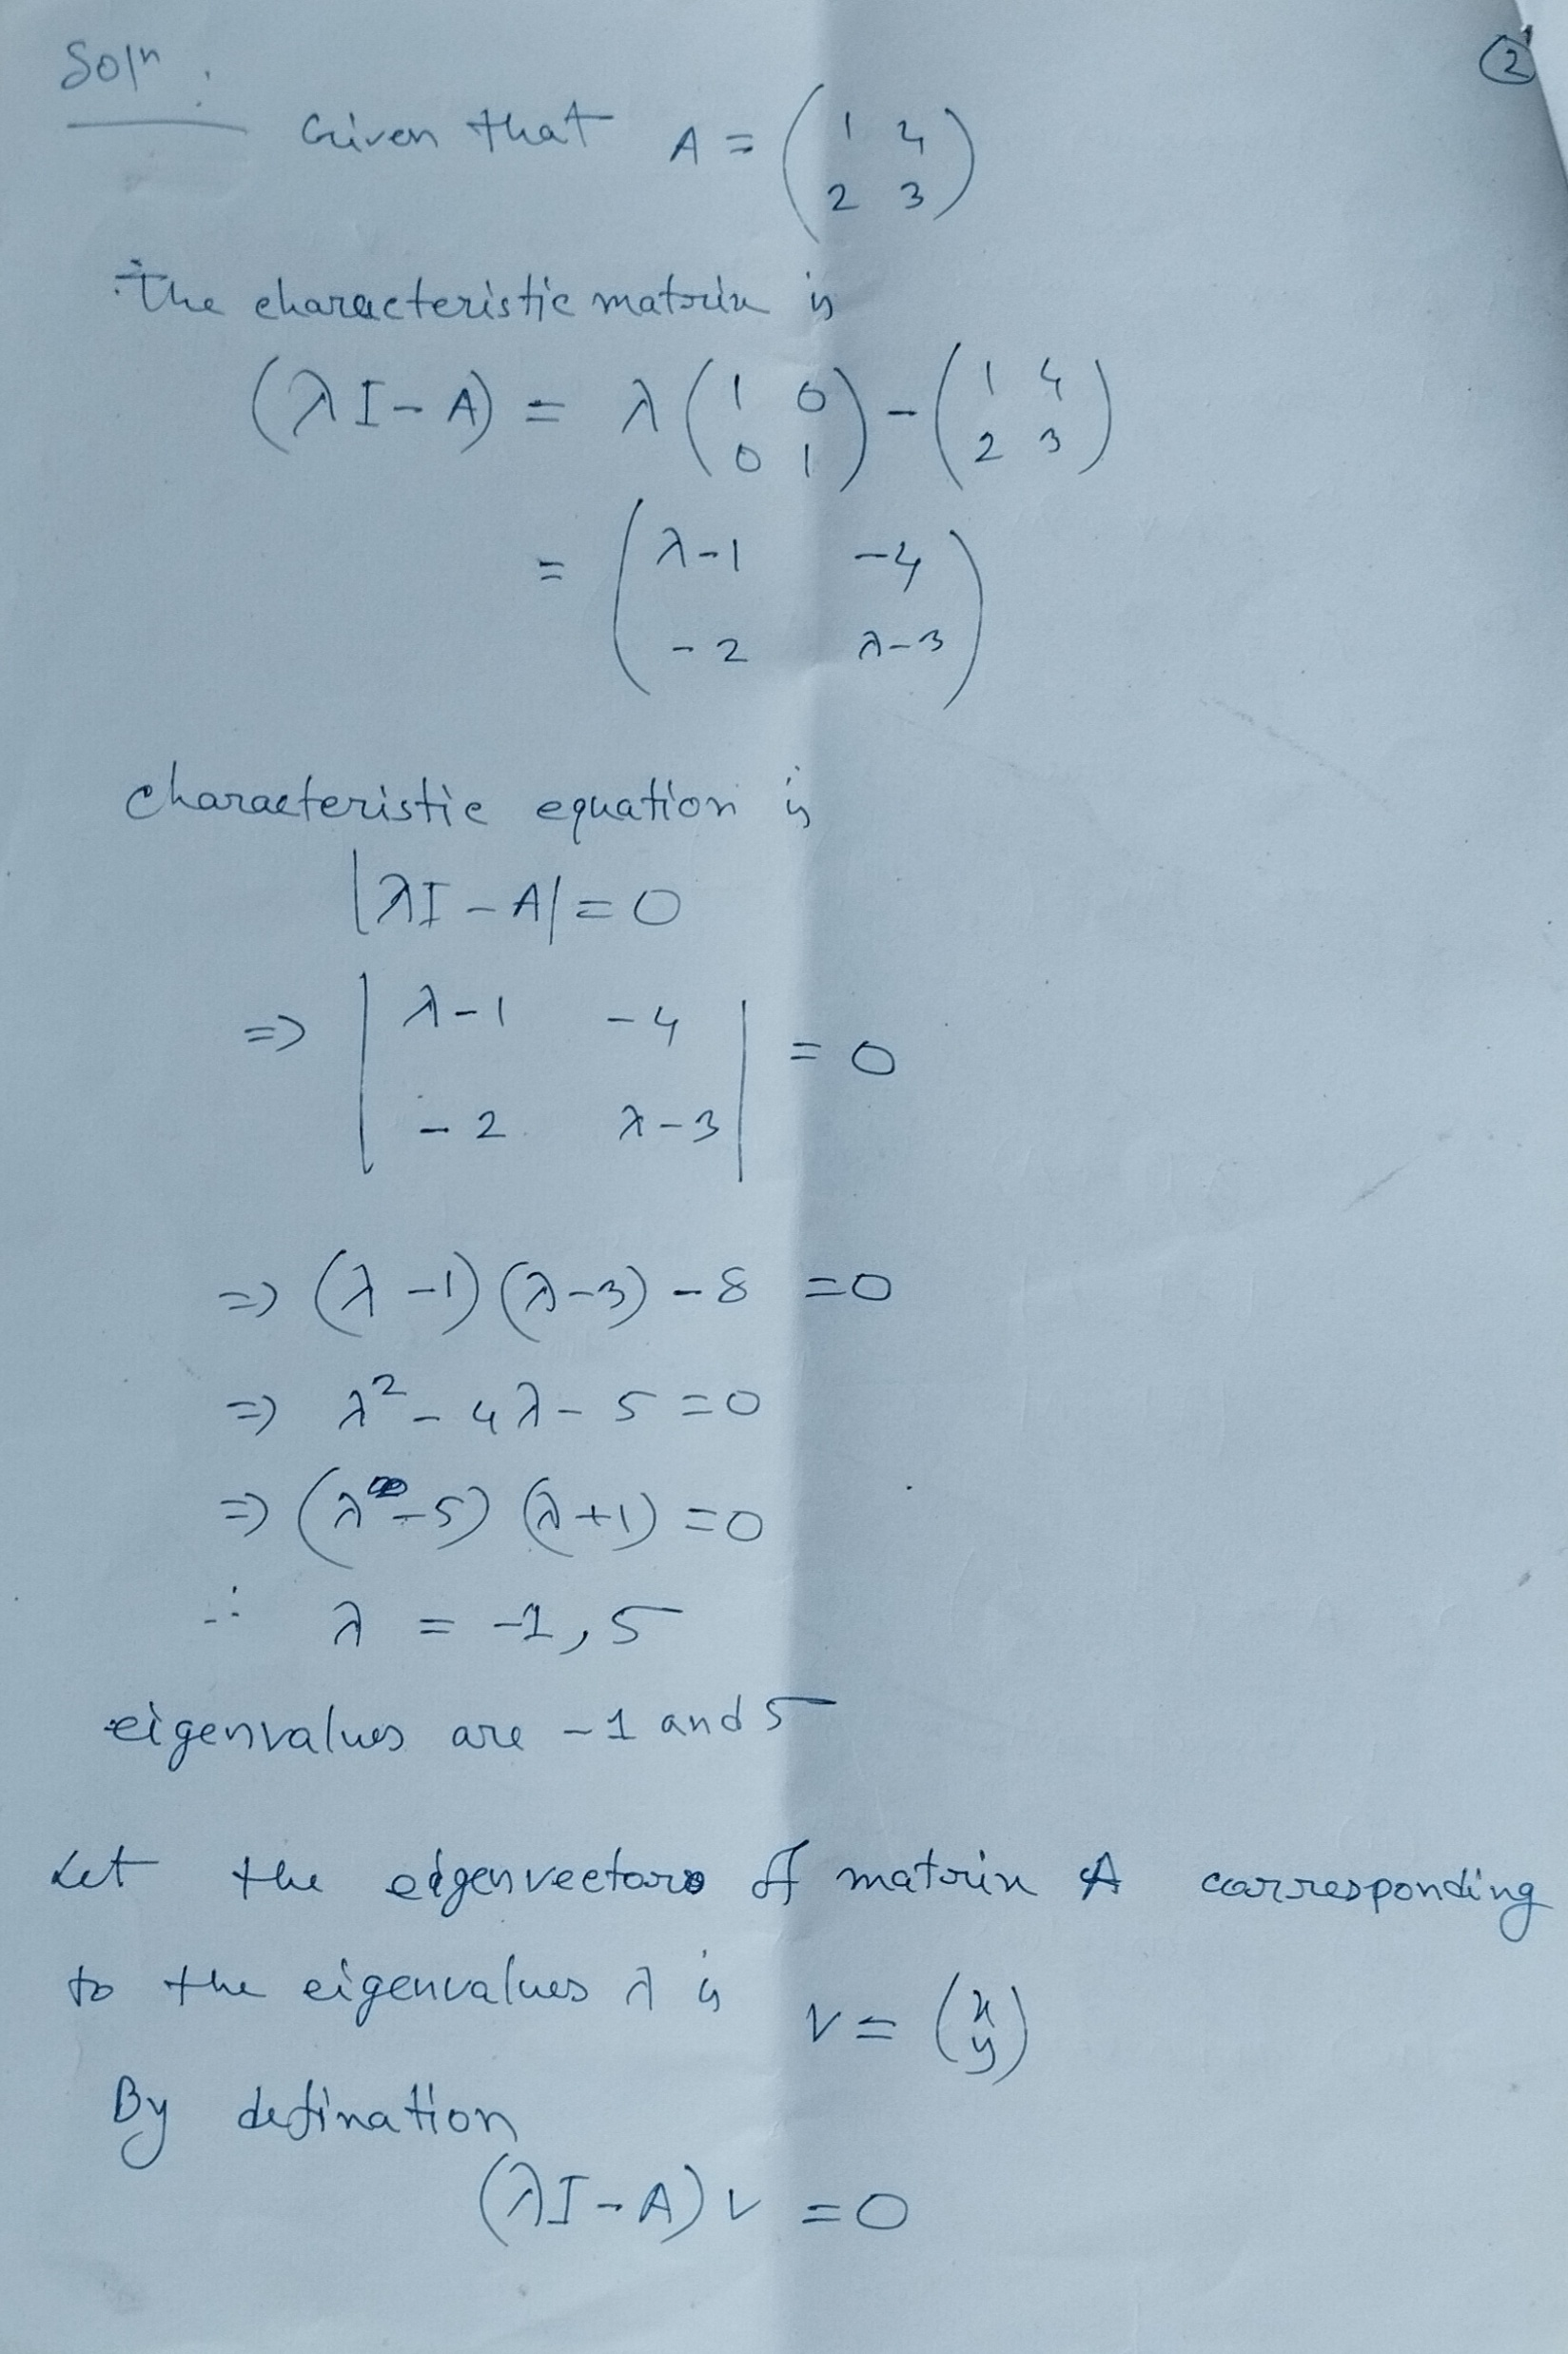 Solⁿ.
②
Given that A = ( 1 4
2 3 )
The characteristic matrix is
(λI - A) = λ ( 1 0
0 1 ) - ( 1 4
2 3 )
= ( λ-1 -4
-2 λ-3 )
characteristic equation is
|λI - A| = 0
=> | λ-1 -4
-2 λ-3 | = 0
=> (λ-1) (λ-3) - 8 = 0
=> λ² - 4λ - 5 = 0
=> (λ-5) (λ+1) = 0
∴ λ = -1, 5
eigenvalues are -1 and 5
Let the eigenvectors of matrix A corresponding
to the eigenvalues λ is v = ( x
y )
By defination
(λI - A) v = 0